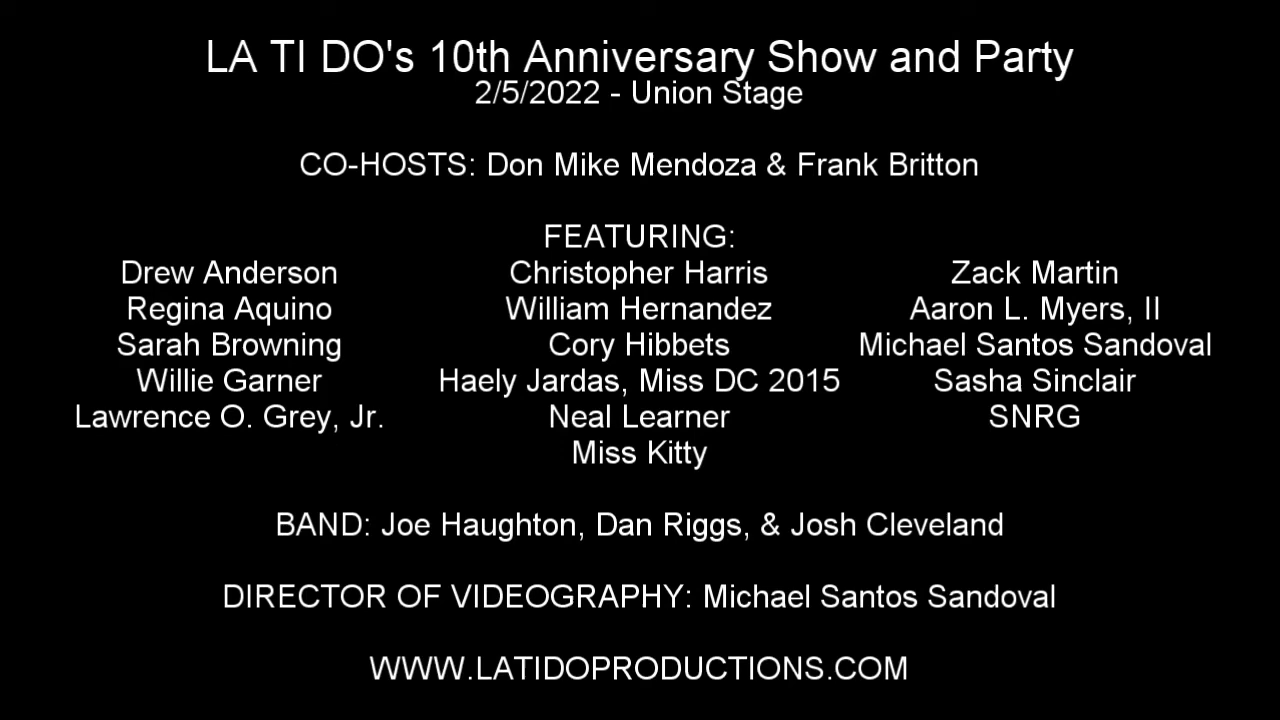 LA TI DO's 10th Anniversary Show and Party
2/5/2022 - Union Stage
CO-HOSTS: Don Mike Mendoza & Frank Britton
FEATURING:
Drew Anderson
Regina Aquino
Sarah Browning
Willie Garner
Lawrence O. Grey, Jr.
Christopher Harris
William Hernandez
Cory Hibbets
Haely Jardas, Miss DC 2015
Neal Learner
Miss Kitty
Zack Martin
Aaron L. Myers, II
Michael Santos Sandoval
Sasha Sinclair
SNRG
BAND: Joe Haughton, Dan Riggs, & Josh Cleveland
DIRECTOR OF VIDEOGRAPHY: Michael Santos Sandoval
WWW.LATIDOPRODUCTIONS.COM